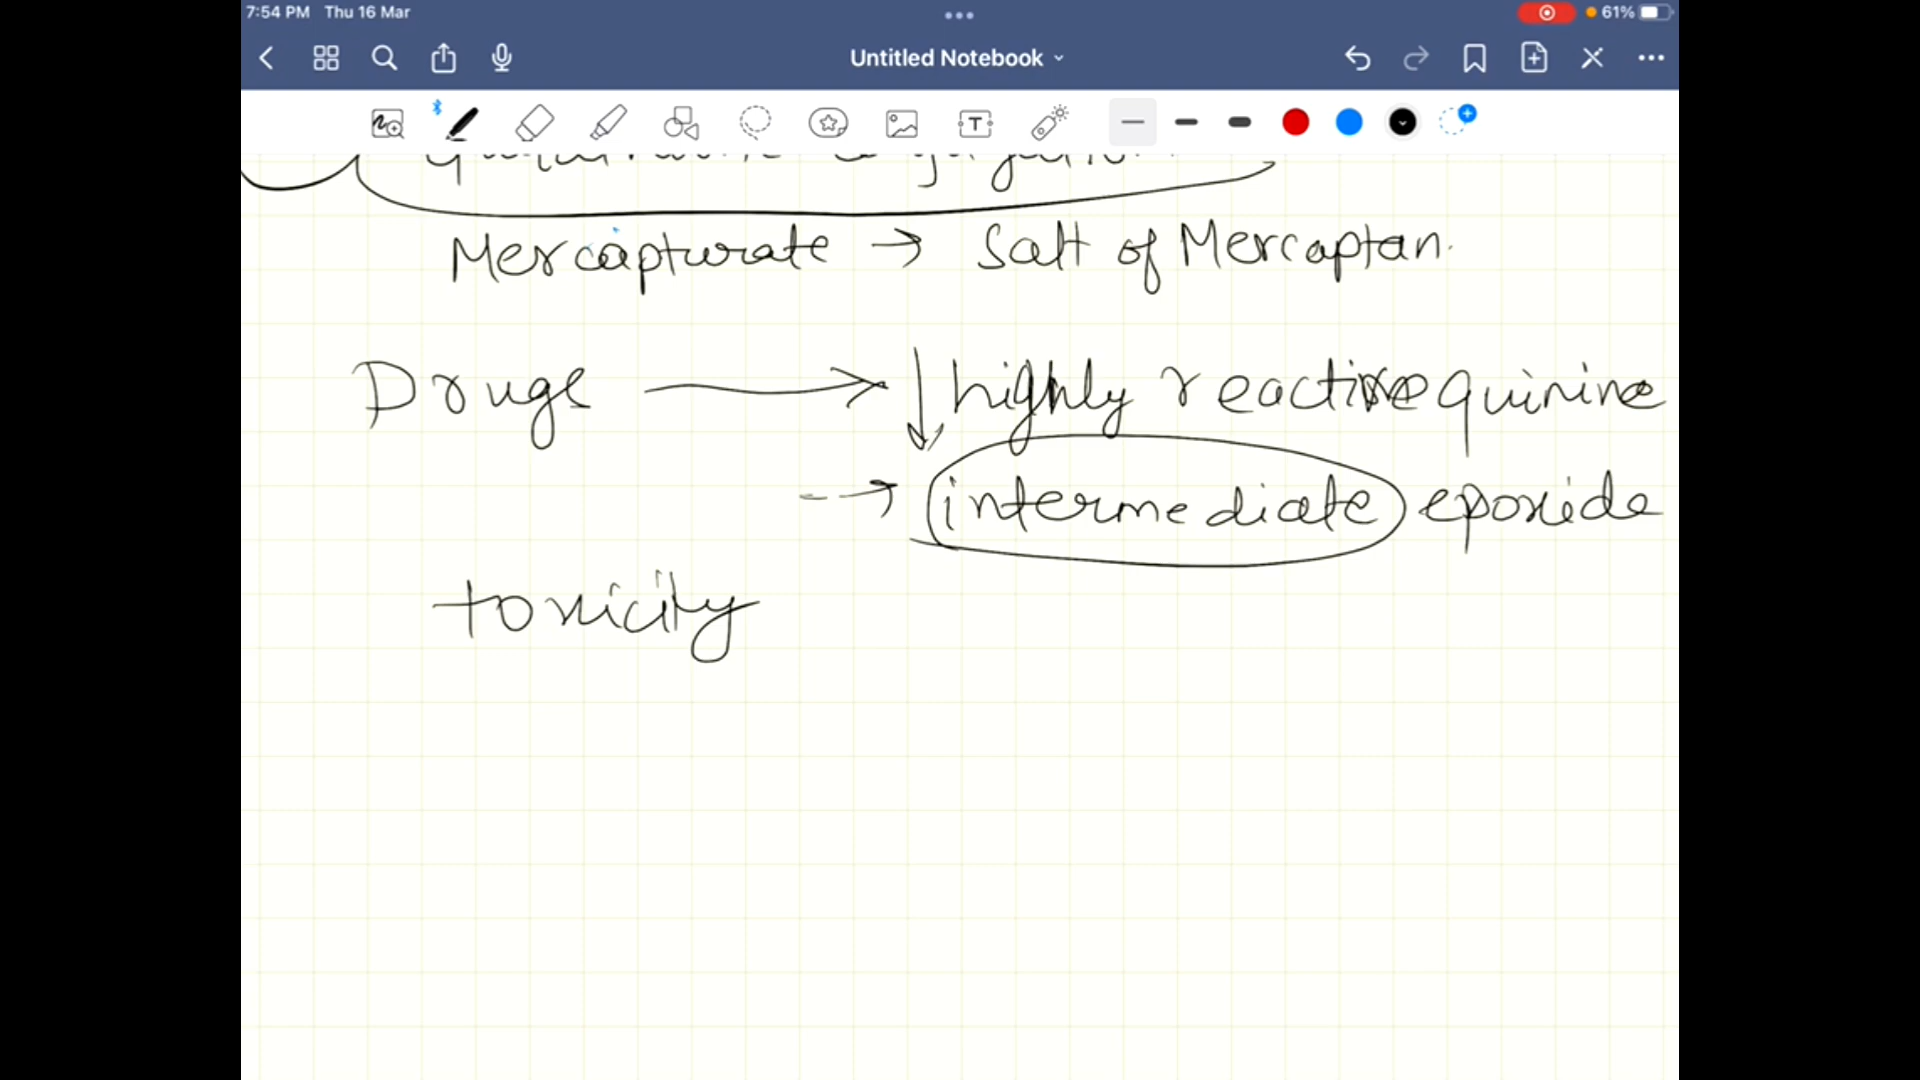 7:54 PM Thu 16 Mar
61%
Untitled Notebook
Mercapturate → Salt of Mercaptan.
Drugs → ↓ highly reactive quinine
--→ intermediate epoxide
toxicity